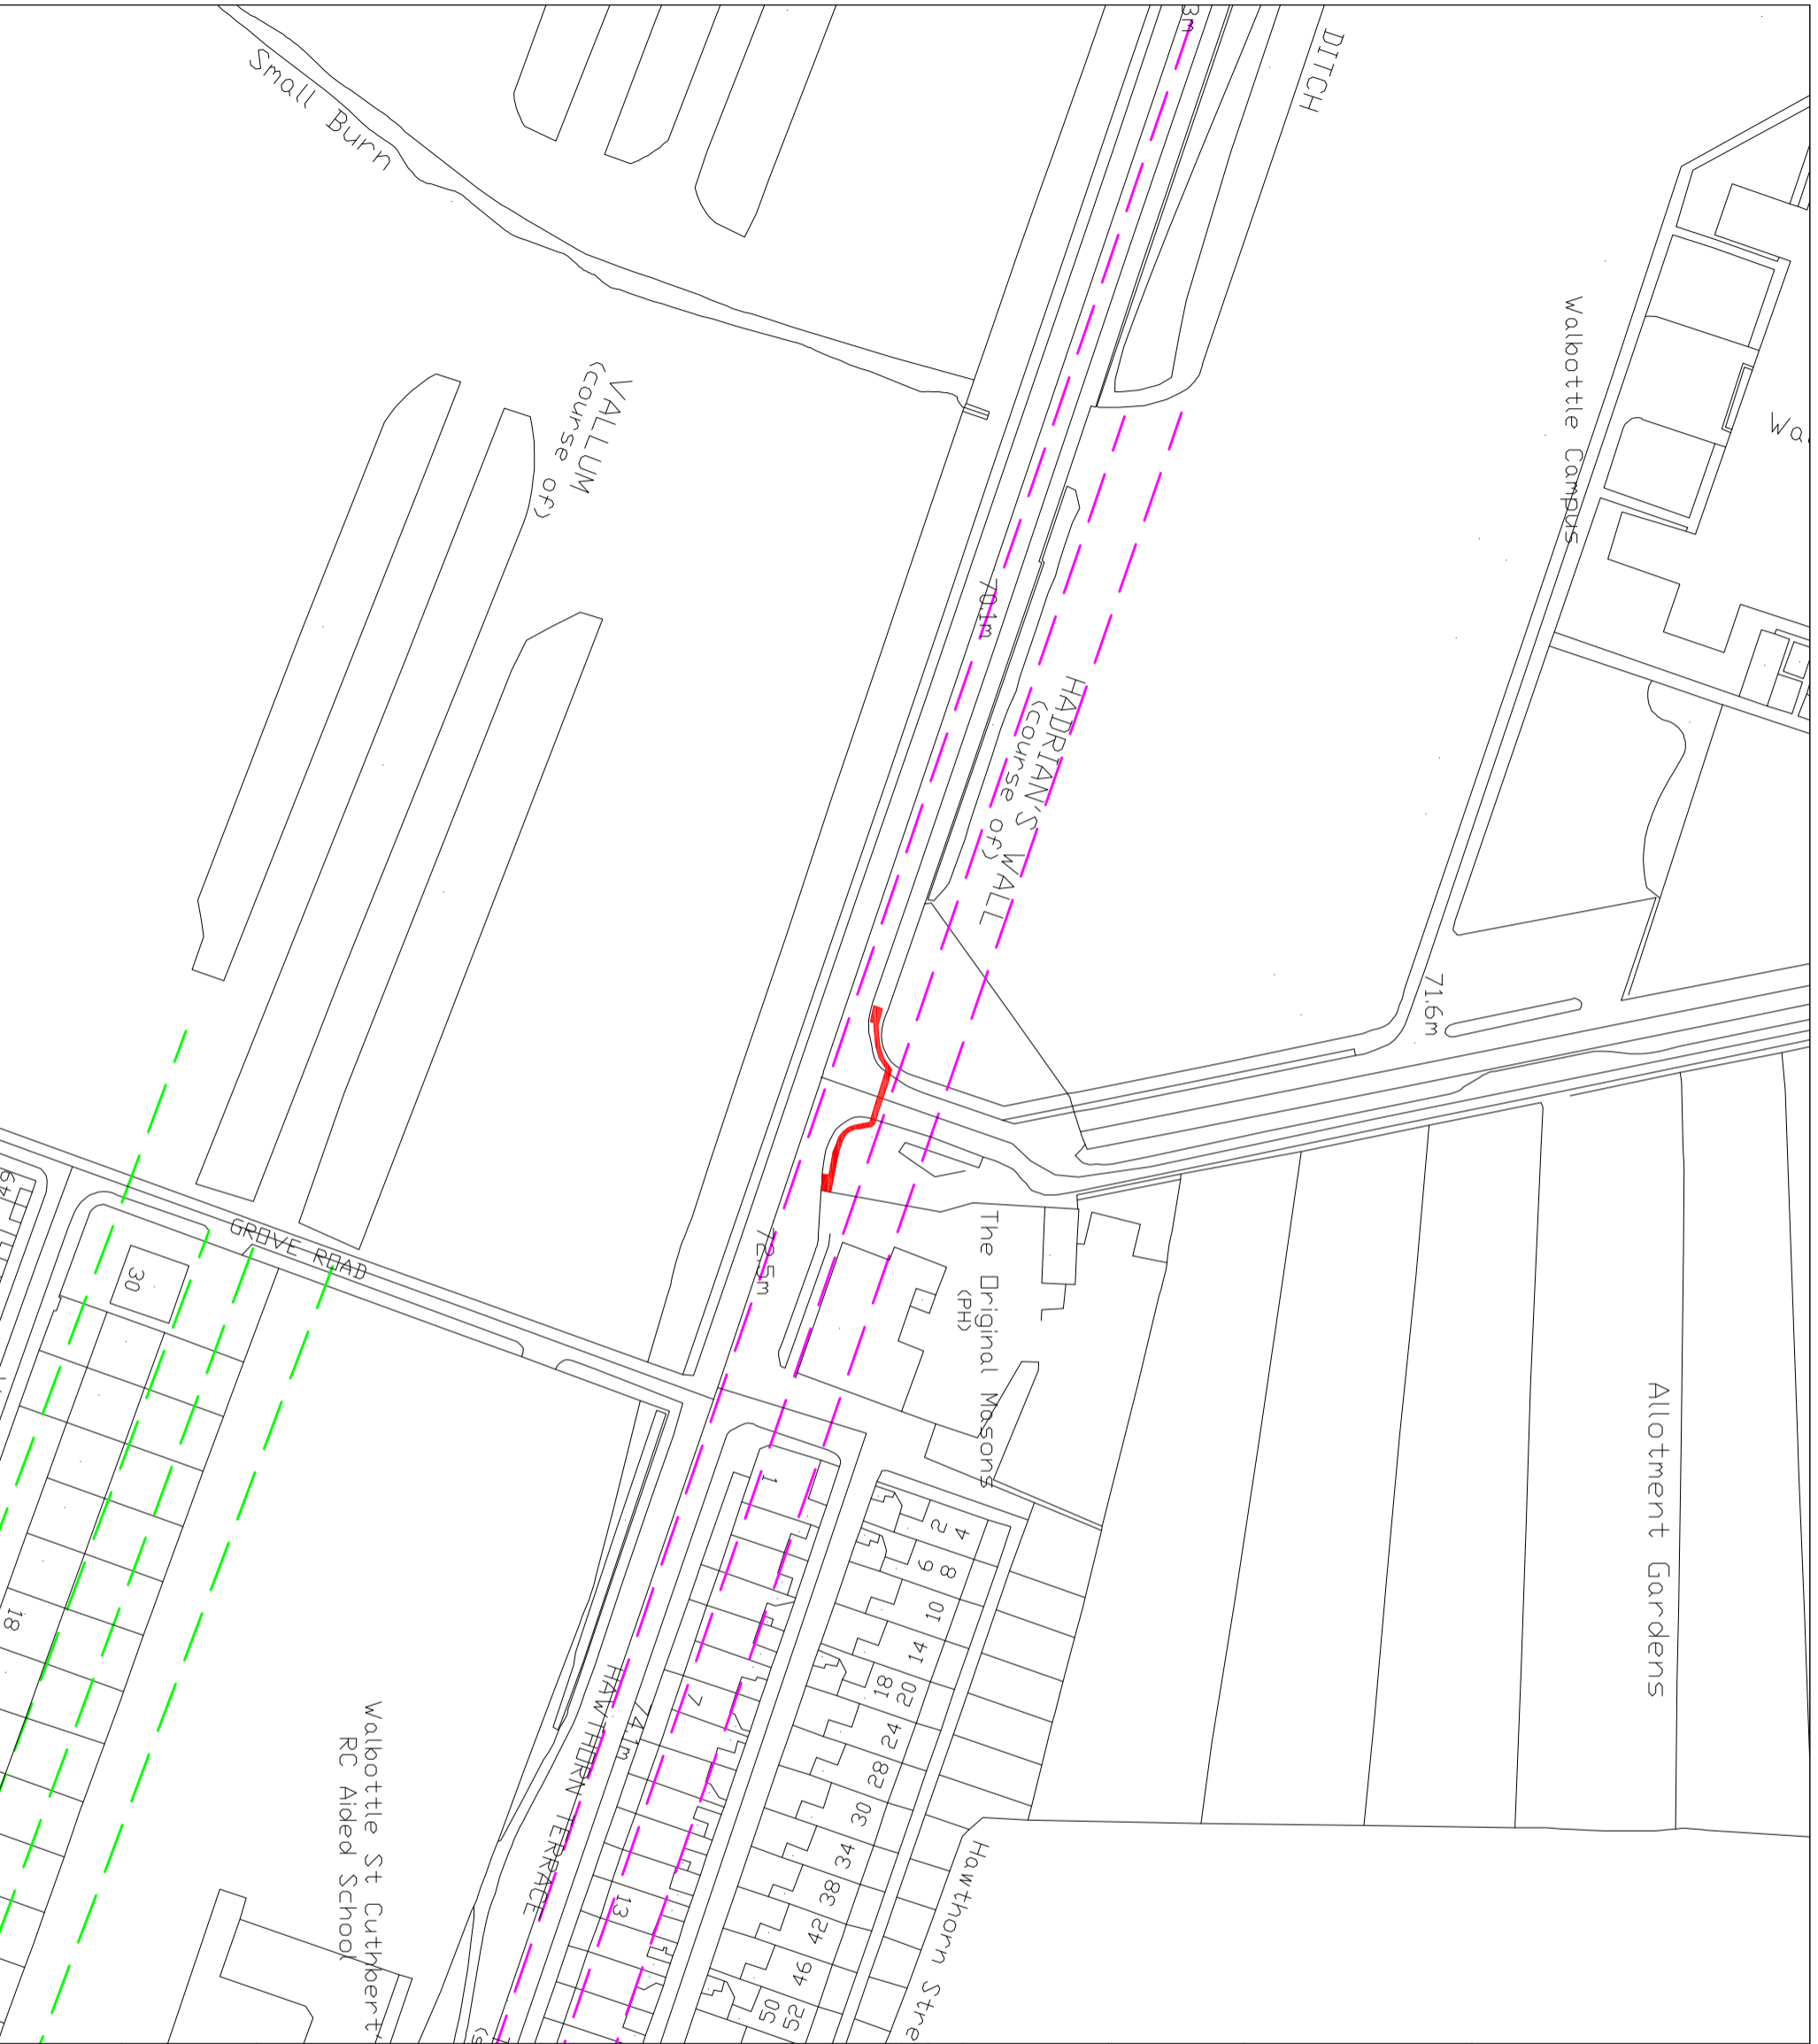 3m
DITCH
Small Burn
Walbottle Campus
VALLUM
(course of)
70.1m
HADRIAN'S WALL
(course of)
71.6m
The Original Masons
(PH)
72.5m
GROVE ROAD
30
49
18
Allotment Gardens
1
7
13
2
4
6
8
10
14
18
20
24
28
30
34
38
42
46
50
52
74.1m
HAWTHORN TERRACE
Hawthorn Stre
Walbottle St Cuthbert'
RC Aided School